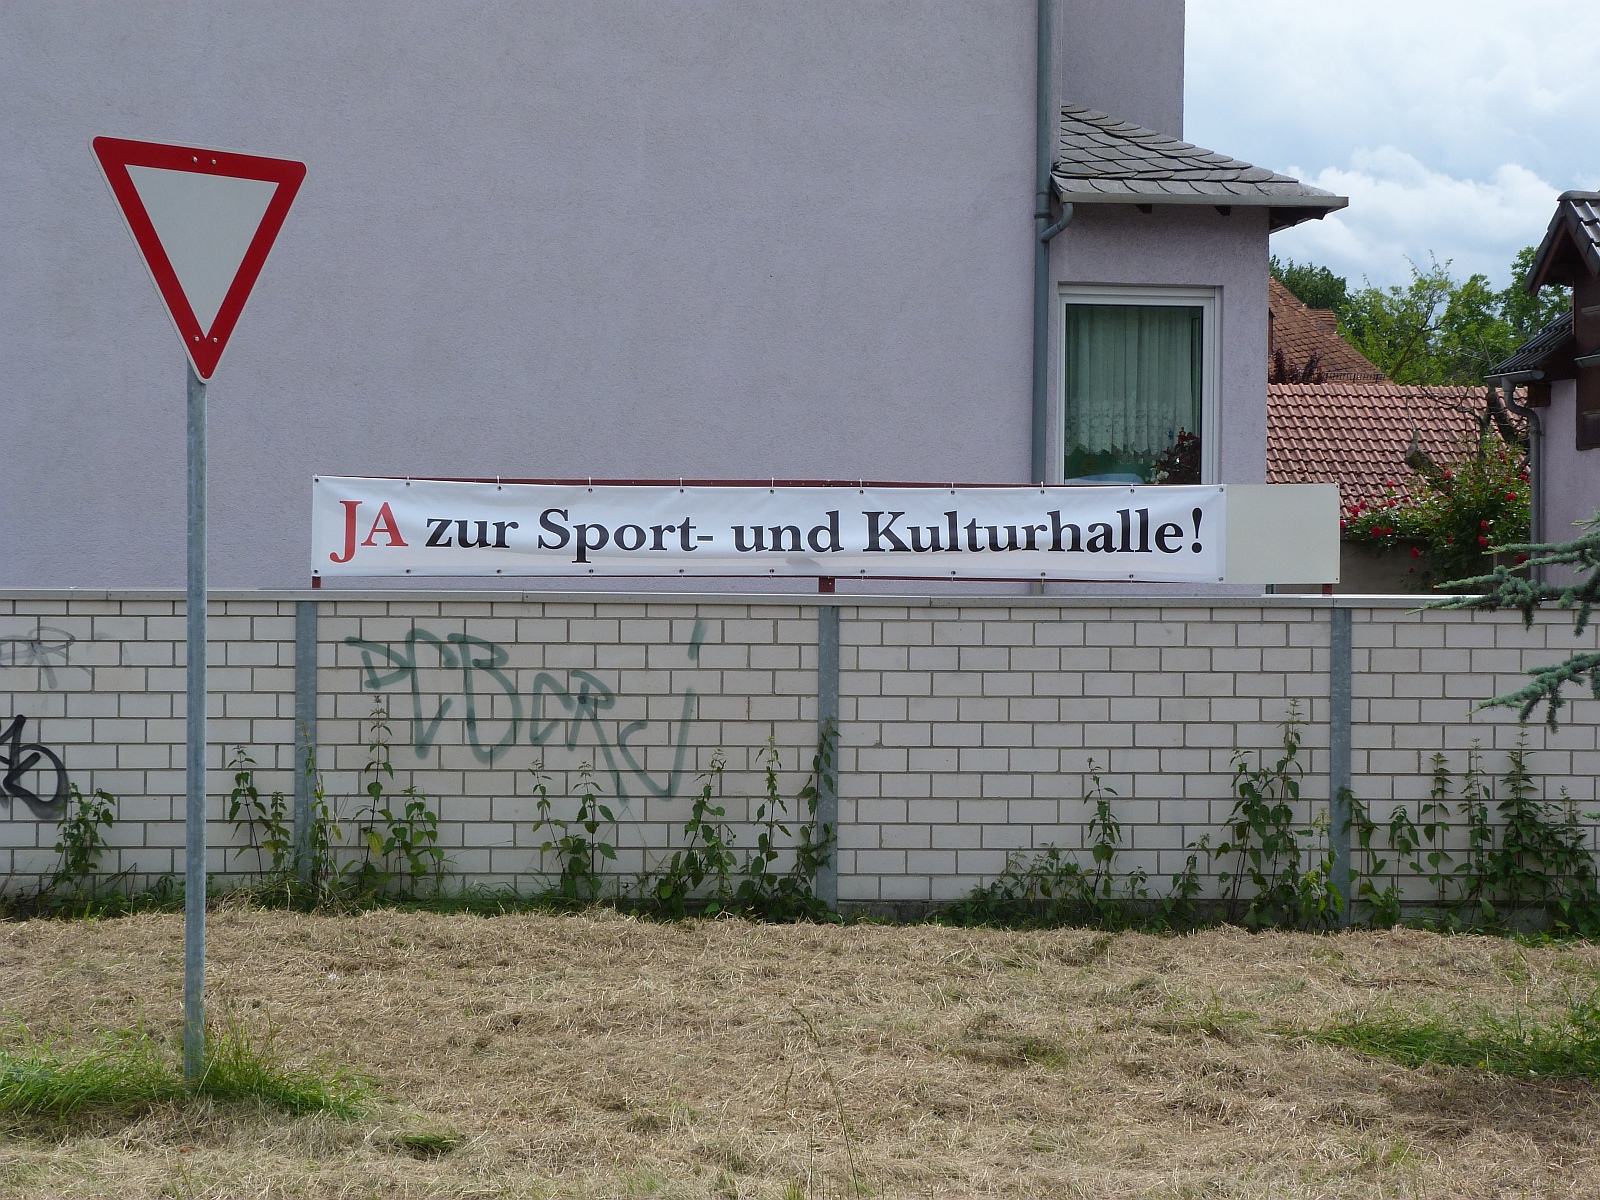 JA zur Sport- und Kulturhalle!